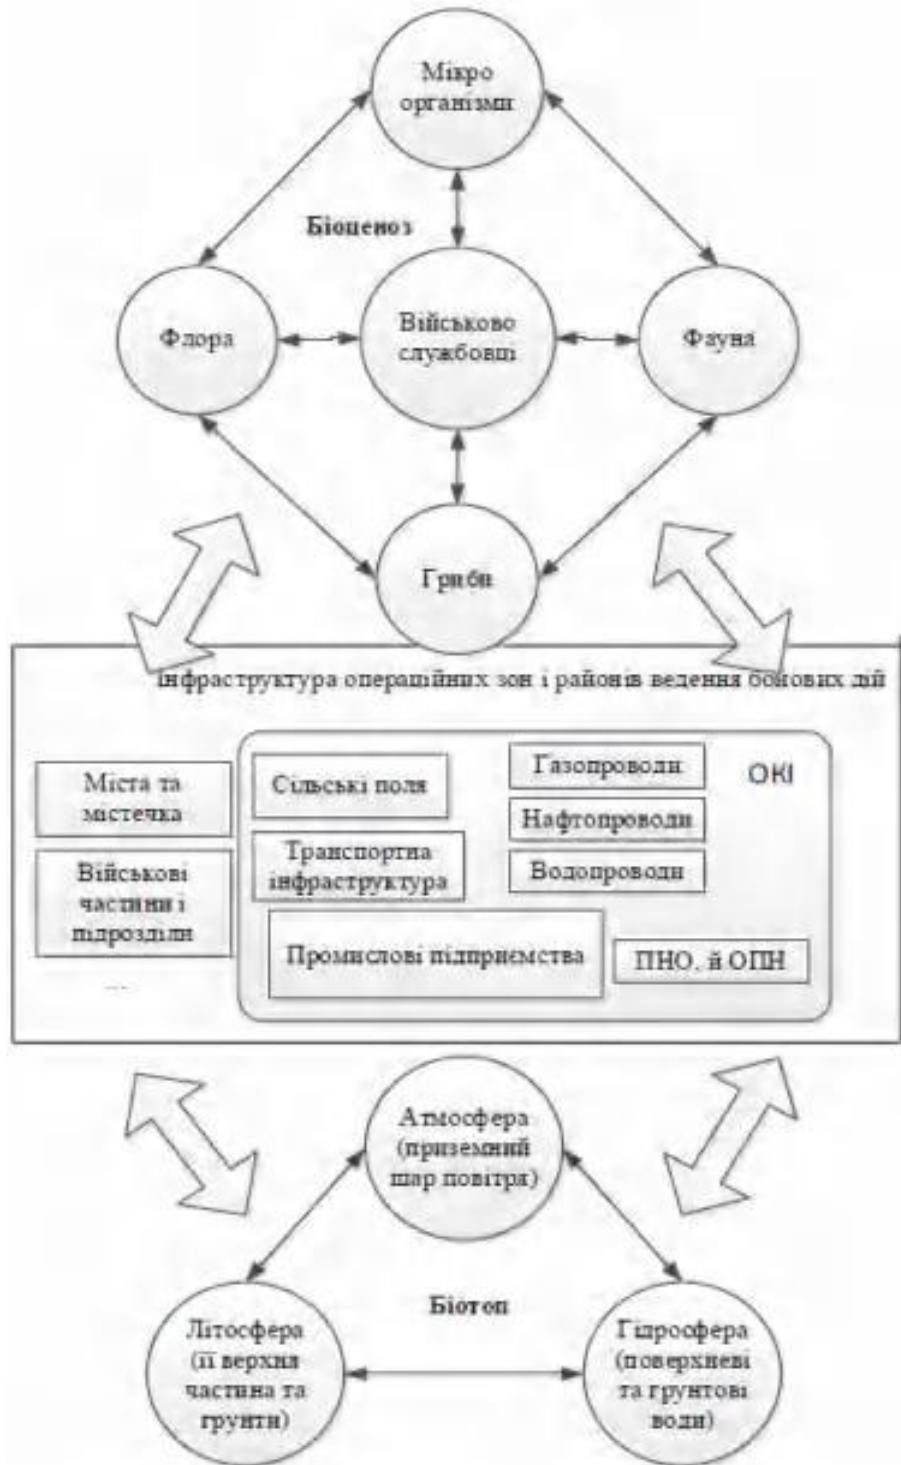 Мікро
організми
Біоценоз
Флора
Військово
службовці
Фауна
Гриби
інфраструктура операційних зон і районів ведення бойових дій
Міста та
містечка
Військові
частини і
підрозділи
...
Сільські поля
Транспортна
інфраструктура
Промислові підприємства
Газопроводи
Нафтопроводи
Водопроводи
ОКІ
ПНО, й ОПН
Атмосфера
(приземний
шар повітря)
Біотоп
Літосфера
(її верхня
частина та
грунти)
Гідросфера
(поверхневі
та грунтові
води)